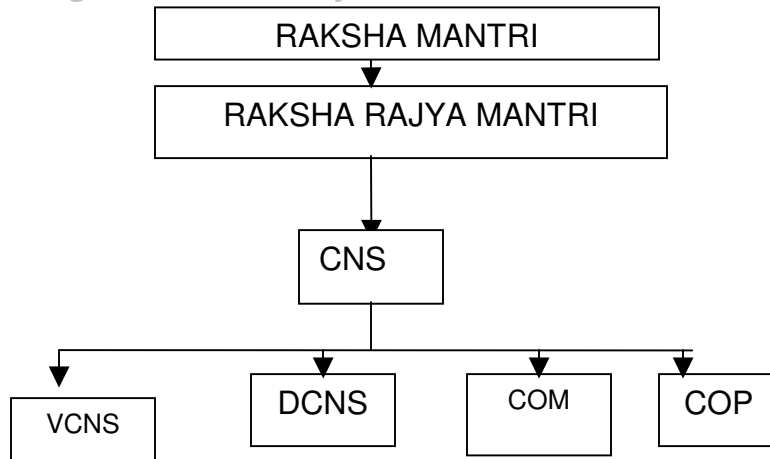 RAKSHA MANTRI
RAKSHA RAJYA MANTRI
CNS
VCNS
DCNS
COM
COP